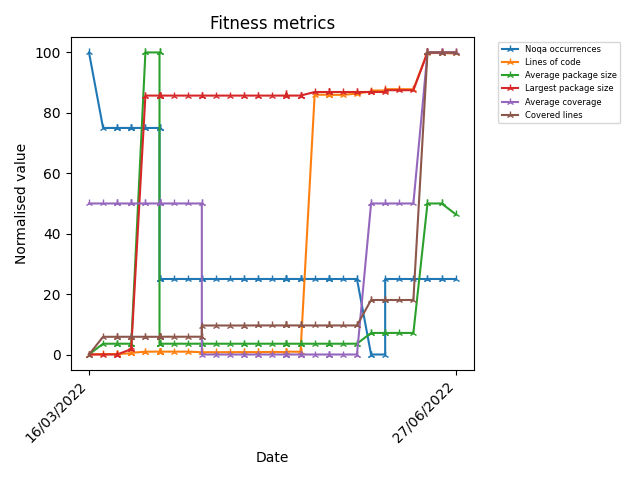 Fitness metrics
Noqa occurrences
Lines of code
Average package size
Largest package size
Average coverage
Covered lines
Normalised value
100
80
60
40
20
0
16/03/2022
27/06/2022
Date